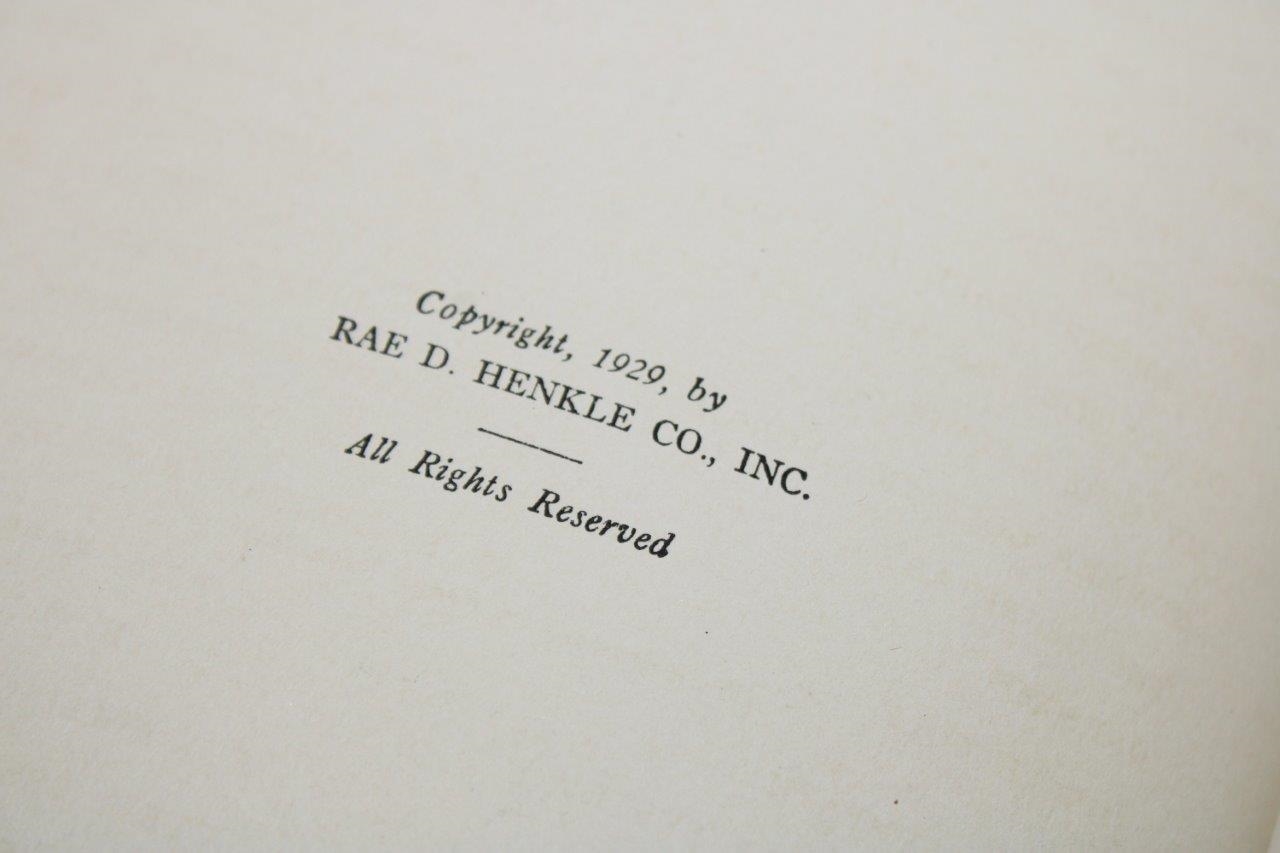 Copyright, 1929, by
RAE D. HENKLE CO., INC.
All Rights Reserved